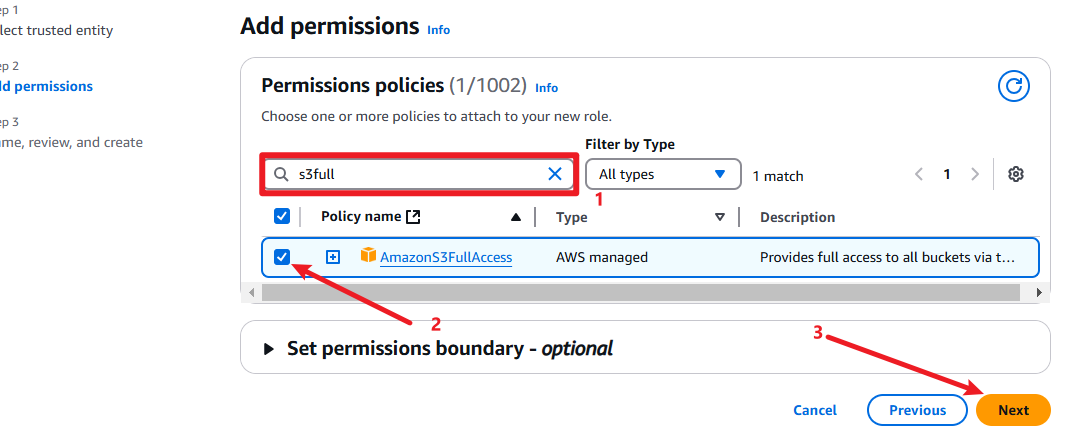 ep 1
lect trusted entity
ep 2
dd permissions
ep 3
ame, review, and create
Add permissions Info
Permissions policies (1/1002) Info
Choose one or more policies to attach to your new role.
Filter by Type
s3full
All types
1 match
1
1
Policy name
Type
Description
AmazonS3FullAccess
AWS managed
Provides full access to all buckets via t...
2
Set permissions boundary - optional
3
Cancel
Previous
Next